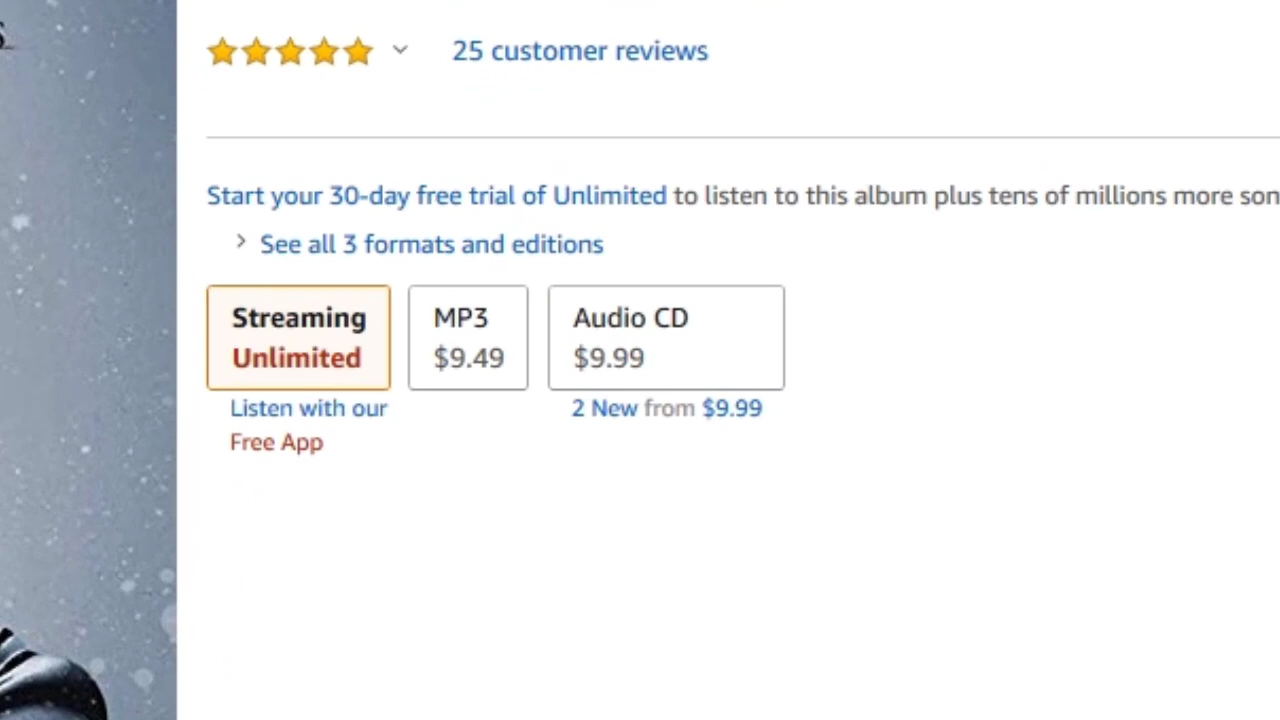 25 customer reviews
Start your 30-day free trial of Unlimited to listen to this album plus tens of millions more son
See all 3 formats and editions
Streaming MP3 Audio CD
Unlimited $9.49 $9.99
Listen with our 2 New from $9.99
Free App